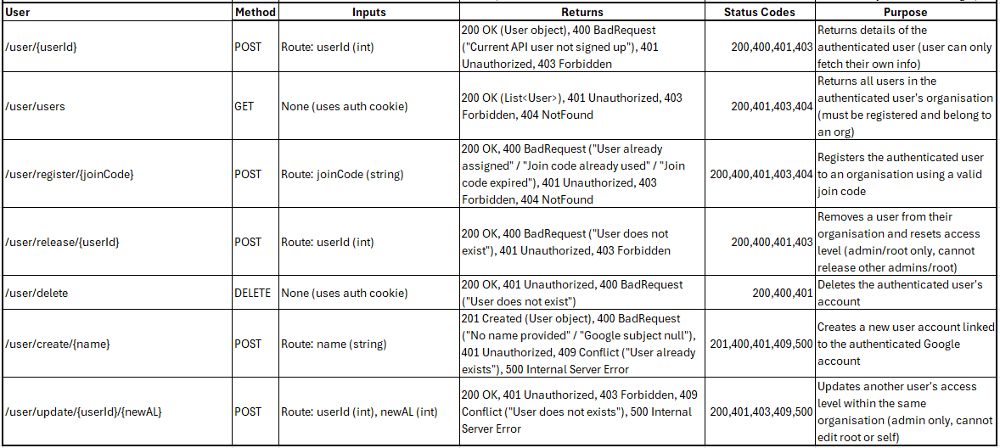 User Method Inputs Returns Status Codes Purpose
/user/{userId} POST Route: userId (int) 200 OK (User object), 400 BadRequest
("Current API user not signed up"), 401
Unauthorized, 403 Forbidden 200,400,401,403 Returns details of the
authenticated user (user can only
fetch their own info)
/user/users GET None (uses auth cookie) 200 OK (List<User>), 401 Unauthorized, 403
Forbidden, 404 NotFound 200,401,403,404 Returns all users in the
authenticated user's organisation
(must be registered and belong to
an org)
/user/register/{joinCode} POST Route: joinCode (string) 200 OK, 400 BadRequest ("User already
assigned" / "Join code already used" / "Join
code expired"), 401 Unauthorized, 403
Forbidden, 404 NotFound 200,400,401,403,404 Registers the authenticated user
to an organisation using a valid
join code
/user/release/{userId} POST Route: userId (int) 200 OK, 400 BadRequest ("User does not
exist"), 401 Unauthorized, 403 Forbidden 200,400,401,403 Removes a user from their
organisation and resets access
level (admin/root only, cannot
release other admins/root)
/user/delete DELETE None (uses auth cookie) 200 OK, 401 Unauthorized, 400 BadRequest
("User does not exist") 200,400,401 Deletes the authenticated user's
account
/user/create/{name} POST Route: name (string) 201 Created (User object), 400 BadRequest
("No name provided" / "Google subject null"),
401 Unauthorized, 409 Conflict ("User already
exists"), 500 Internal Server Error 201,400,401,409,500 Creates a new user account linked
to the authenticated Google
account
/user/update/{userId}/{newAL} POST Route: userId (int), newAL (int) 200 OK, 401 Unauthorized, 403 Forbidden, 409
Conflict ("User does not exists"), 500 Internal
Server Error 200,401,403,409,500 Updates another user's access
level within the same
organisation (admin only, cannot
edit root or self)